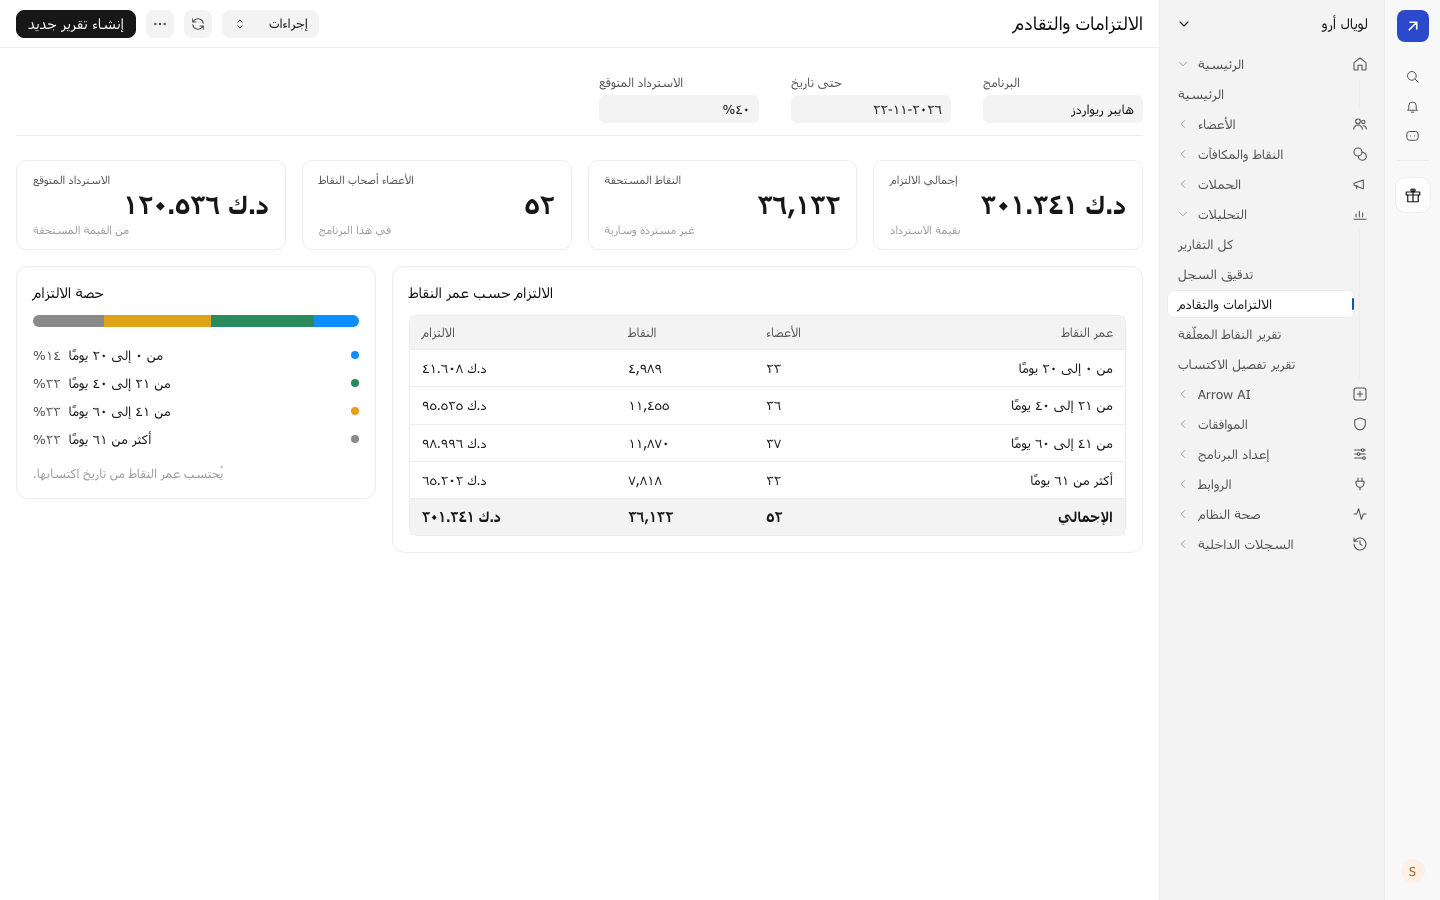 لويال أرو
الرئيسية
الرئيسية
الأعضاء
النقاط والمكافآت
الحملات
التحليلات
كل التقارير
تدقيق السجل
الالتزامات والتقادم
تقرير النقاط المعلّقة
تقرير تفصيل الاكتساب
Arrow AI
الموافقات
إعداد البرنامج
الروابط
صحة النظام
السجلات الداخلية
S
الالتزامات والتقادم
إجراءات
إنشاء تقرير جديد
البرنامج
هايبر ريواردز
حتى تاريخ
٢٠٢٦-١١-٢٢
الاسترداد المتوقع
٤٠%
إجمالي الالتزام
د.ك ٣٠١.٣٤١
بقيمة الاسترداد
النقاط المستحقة
٣٦,١٣٢
غير مستردة وسارية
الأعضاء أصحاب النقاط
٥٢
في هذا البرنامج
الاسترداد المتوقع
د.ك ١٢٠.٥٣٦
من القيمة المستحقة
الالتزام حسب عمر النقاط
عمر النقاط الأعضاء النقاط الالتزام
من ٠ إلى ٢٠ يومًا ٢٣ ٤,٩٨٩ د.ك ٤١.٦٠٨
من ٢١ إلى ٤٠ يومًا ٣٦ ١١,٤٥٥ د.ك ٩٥.٥٣٥
من ٤١ إلى ٦٠ يومًا ٣٧ ١١,٨٧٠ د.ك ٩٨.٩٩٦
أكثر من ٦١ يومًا ٣٢ ٧,٨١٨ د.ك ٦٥.٢٠٢
الإجمالي ٥٢ ٣٦,١٣٢ د.ك ٣٠١.٣٤١
حصة الالتزام
من ٠ إلى ٢٠ يومًا ١٤%
من ٢١ إلى ٤٠ يومًا ٣٢%
من ٤١ إلى ٦٠ يومًا ٣٣%
أكثر من ٦١ يومًا ٢٢%
يُحتسب عمر النقاط من تاريخ اكتسابها.